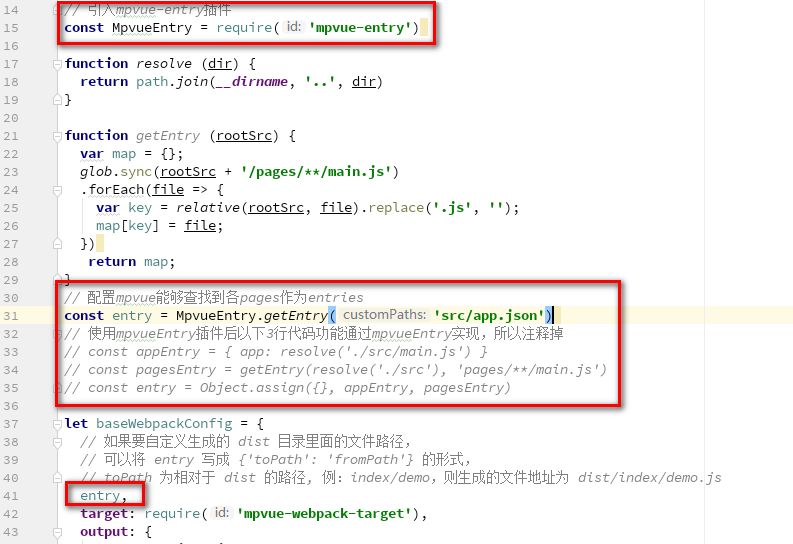 14 // 引入mpvue-entry插件
15 const MpvueEntry = require( id: 'mpvue-entry')
16
17 function resolve (dir) {
18   return path.join(__dirname, '..', dir)
19 }
20
21 function getEntry (rootSrc) {
22   var map = {};
23   glob.sync(rootSrc + '/pages/**/main.js')
24   .forEach(file => {
25     var key = relative(rootSrc, file).replace('.js', '');
26     map[key] = file;
27   })
28    return map;
29 }
30 // 配置mpvue能够查找到各pages作为entries
31 const entry = MpvueEntry.getEntry( customPaths: 'src/app.json')
32 // 使用mpvueEntry插件后以下3行代码功能通过mpvueEntry实现，所以注释掉
33 // const appEntry = { app: resolve('./src/main.js') }
34 // const pagesEntry = getEntry(resolve('./src'), 'pages/**/main.js')
35 // const entry = Object.assign({}, appEntry, pagesEntry)
36
37 let baseWebpackConfig = {
38   // 如果要自定义生成的 dist 目录里面的文件路径，
39   // 可以将 entry 写成 {'toPath': 'fromPath'} 的形式，
40   // toPath 为相对于 dist 的路径, 例：index/demo，则生成的文件地址为 dist/index/demo.js
41   entry,
42   target: require( id: 'mpvue-webpack-target'),
43   output: {